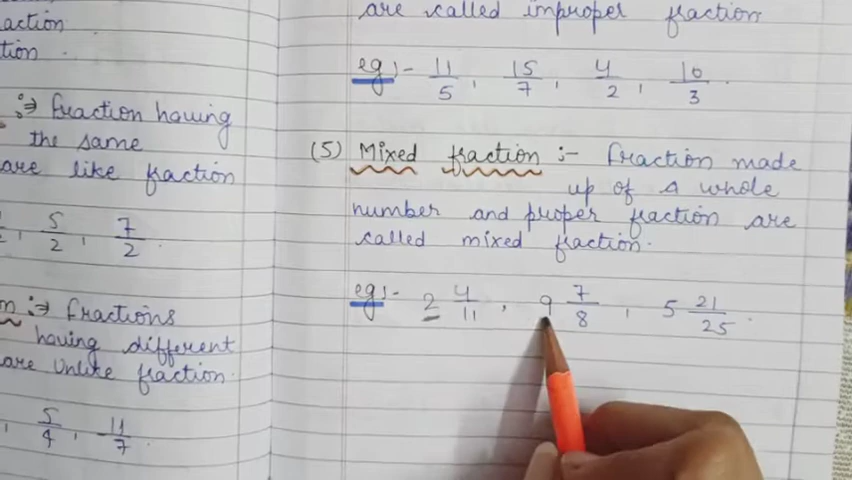 action
tion
:→ Fraction having
the same
are like fraction
, 5/2, 7/2.
:→ Fractions
having different
are Unlike fraction.
, 5/4, 11/7.
are called improper fraction
eg:- 11/5, 15/7, 4/2, 10/3.
(5) Mixed fraction :- Fraction made
up of a whole
number and proper fraction are
called mixed fraction.
eg:- 2 4/11, 9 7/8, 5 21/25.